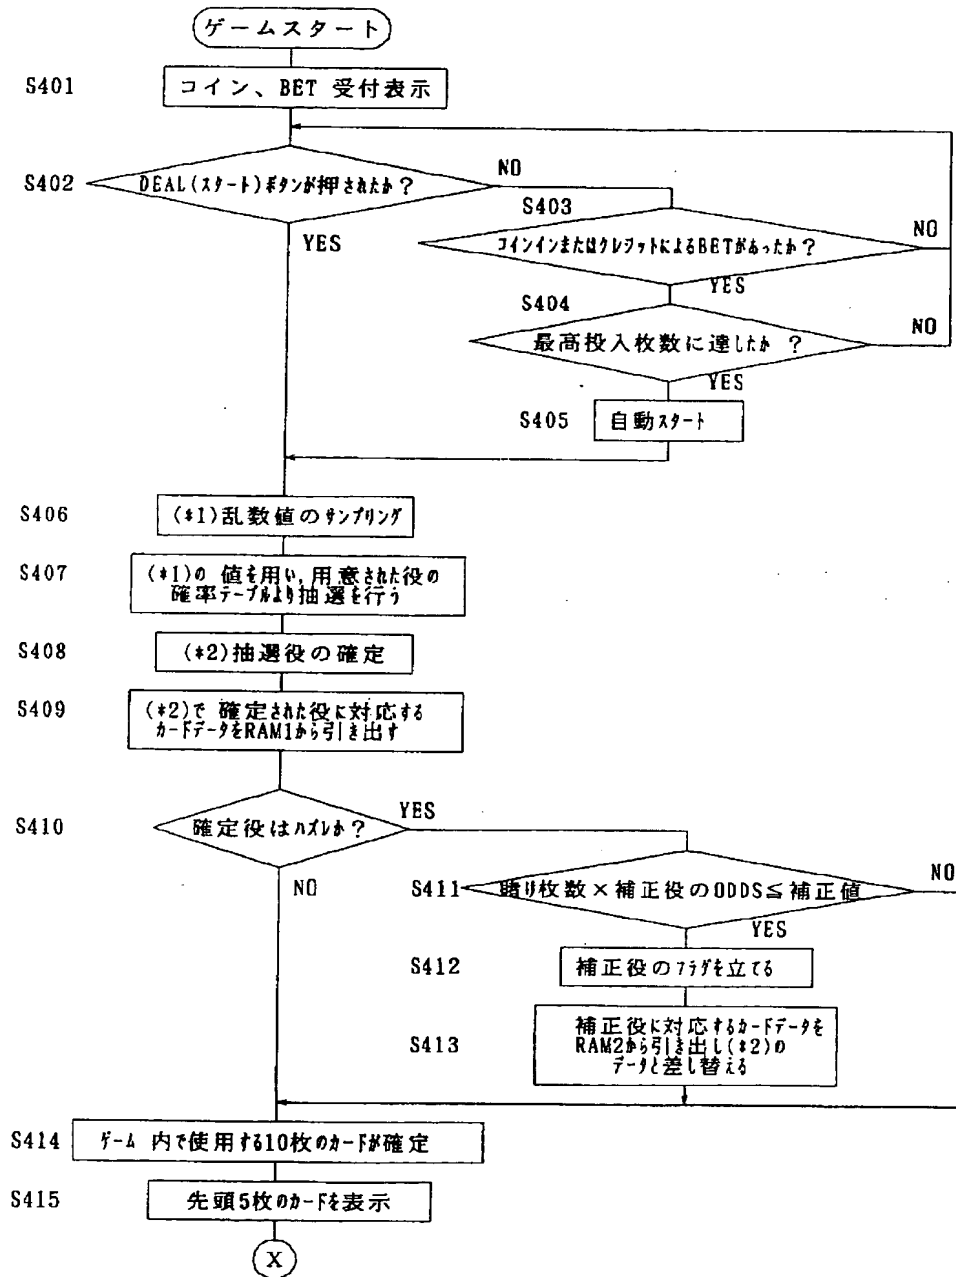 ゲームスタート
S401
コイン、BET 受付表示
S402
DEAL(スタート)ボタンが押されたか?
NO
YES
S403
コインインまたはクレジットによるBETがあったか?
NO
YES
S404
最高投入枚数に達したか ?
NO
YES
S405
自動スタート
S406
(*1)乱数値のサンプリング
S407
(*1)の 値を用い,用意された役の
確率テーブルより抽選を行う
S408
(*2)抽選役の確定
S409
(*2)で 確定された役に対応する
カードデータをRAM1から引き出す
S410
確定役はハズレか?
YES
NO
S411
賭け枚数×補正役のODDS≦補正値
NO
YES
S412
補正役のフラグを立てる
S413
補正役に対応するカードデータを
RAM2から引き出し(*2)の
データと差し替える
S414
ゲーム 内で使用する10枚のカードが確定
S415
先頭5枚のカードを表示
X